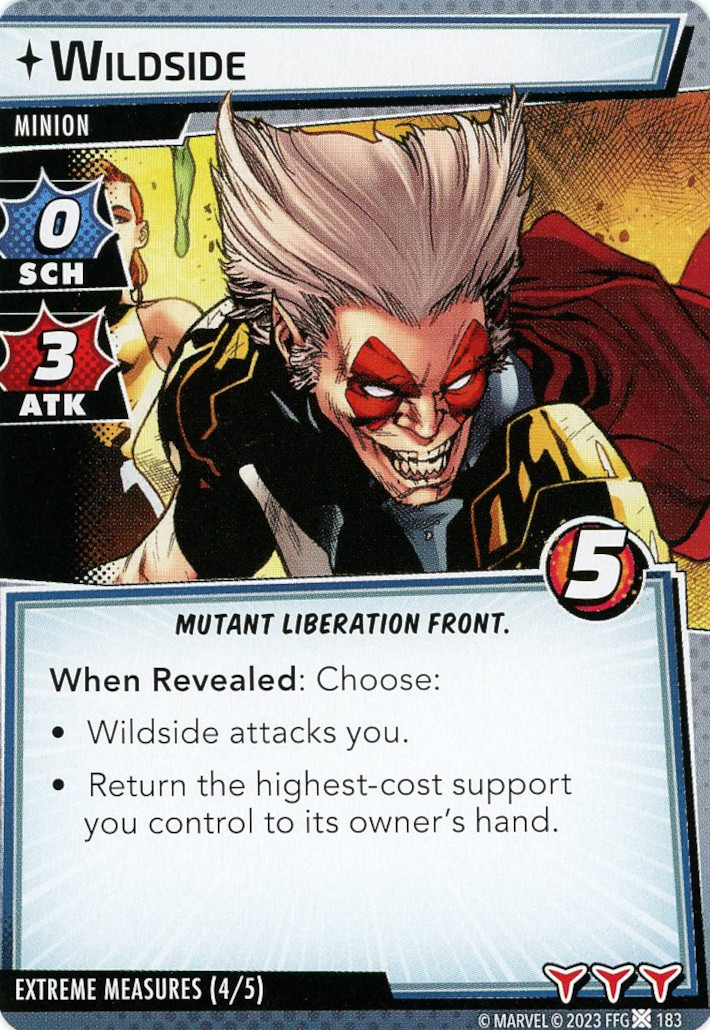 WILDSIDE
MINION
0
SCH
3
ATK
5
MUTANT LIBERATION FRONT.
When Revealed: Choose:
• Wildside attacks you.
• Return the highest-cost support
you control to its owner's hand.
EXTREME MEASURES (4/5)
© MARVEL © 2023 FFG 183